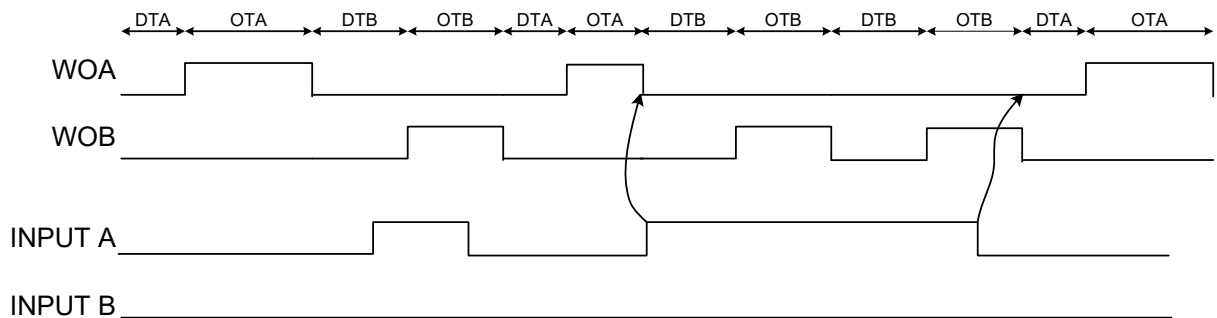 DTA OTA DTB OTB DTA OTA DTB OTB DTB OTB DTA OTA
WOA
WOB
INPUT A
INPUT B